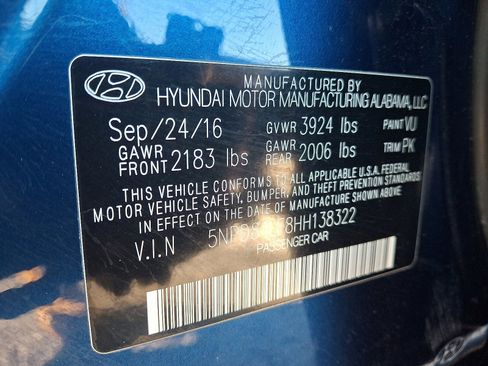 MANUFACTURED BY
HYUNDAI MOTOR MANUFACTURING ALABAMA, LLC
Sep/24/16 GVWR 3924 lbs PAINT VU
GAWR FRONT 2183 lbs GAWR REAR 2006 lbs TRIM PK
THIS VEHICLE CONFORMS TO ALL APPLICABLE U.S.A. FEDERAL
MOTOR VEHICLE SAFETY, BUMPER, AND THEFT STANDARDS
IN EFFECT ON THE DATE OF MANUFACTURE SHOWN ABOVE.
V.I.N
PASSENGER CAR